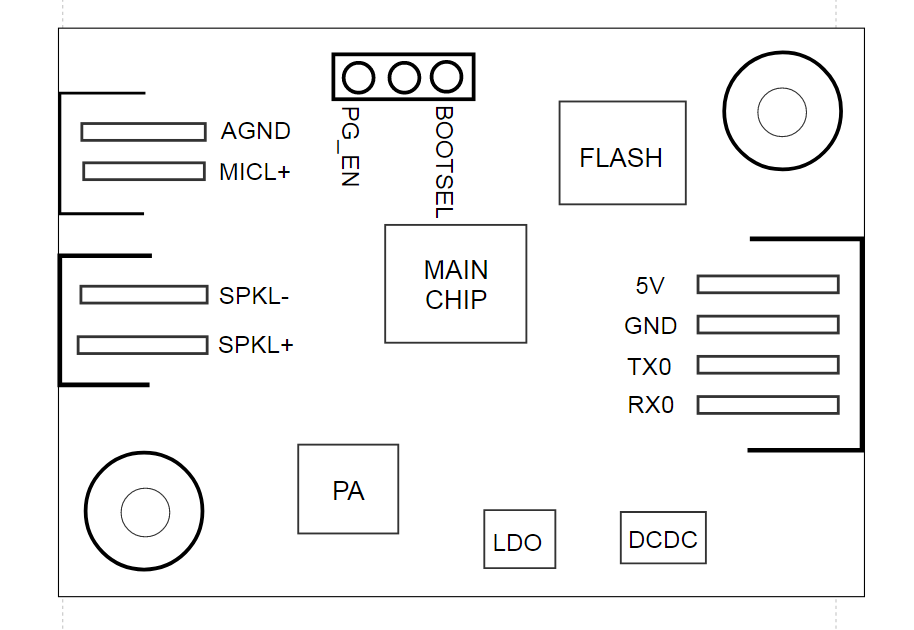 AGND
MICL+
PG_EN
BOOTSEL
FLASH
MAIN
CHIP
SPKL-
SPKL+
5V
GND
TX0
RX0
PA
LDO
DCDC